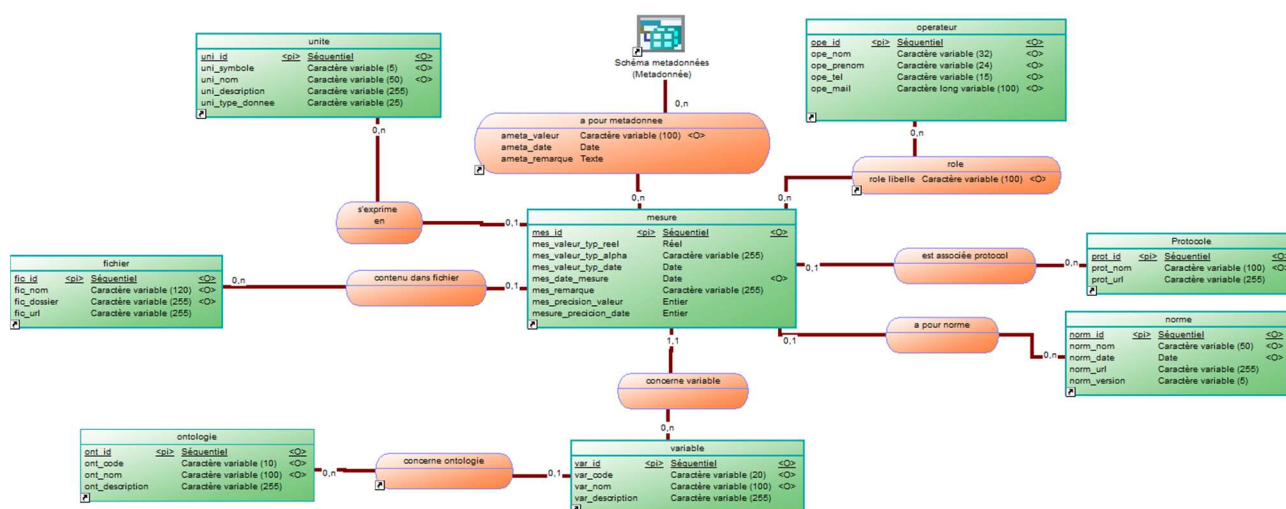 unite
uni_id <pi> Séquentiel <O>
uni_symbole Caractère variable (5) <O>
uni_nom Caractère variable (50) <O>
uni_description Caractère variable (255)
uni_type_donnee Caractère variable (25)
0,n
Schéma metadonnées
(Metadonnée)
0,n
operateur
ope_id <pi> Séquentiel <O>
ope_nom Caractère variable (32) <O>
ope_prenom Caractère variable (24) <O>
ope_tel Caractère variable (15) <O>
ope_mail Caractère long variable (100) <O>
0,n
a pour metadonnee
ameta_valeur Caractère variable (100) <O>
ameta_date Date
ameta_remarque Texte
0,n
role
role libelle Caractère variable (100) <O>
0,n
s'exprime
en
0,1
mesure
mes_id <pi> Séquentiel <O>
mes_valeur_typ_reel Réel
mes_valeur_typ_alpha Caractère variable (255)
mes_valeur_typ_date Date
mes_date_mesure Date <O>
mes_remarque Caractère variable (255)
mes_precision_valeur Entier
mesure_precision_date Entier
fichier
fic_id <pi> Séquentiel <O>
fic_nom Caractère variable (120) <O>
fic_dossier Caractère variable (255) <O>
fic_url Caractère variable (255)
0,n
contenu dans fichier
0,1
0,1
est associée protocol
0,n
Protocole
prot_id <pi> Séquentiel <O>
prot_nom Caractère variable (100) <O>
prot_url Caractère variable (255)
0,1
a pour norme
0,n
norme
norm_id <pi> Séquentiel <O>
norm_nom Caractère variable (50) <O>
norm_date Date <O>
norm_url Caractère variable (255)
norm_version Caractère variable (5)
1,1
concerne variable
0,n
ontologie
ont_id <pi> Séquentiel <O>
ont_code Caractère variable (10) <O>
ont_nom Caractère variable (100) <O>
ont_description Caractère variable (255)
0,n
concerne ontologie
0,1
variable
var_id <pi> Séquentiel <O>
var_code Caractère variable (20) <O>
var_nom Caractère variable (100) <O>
var_description Caractère variable (255)